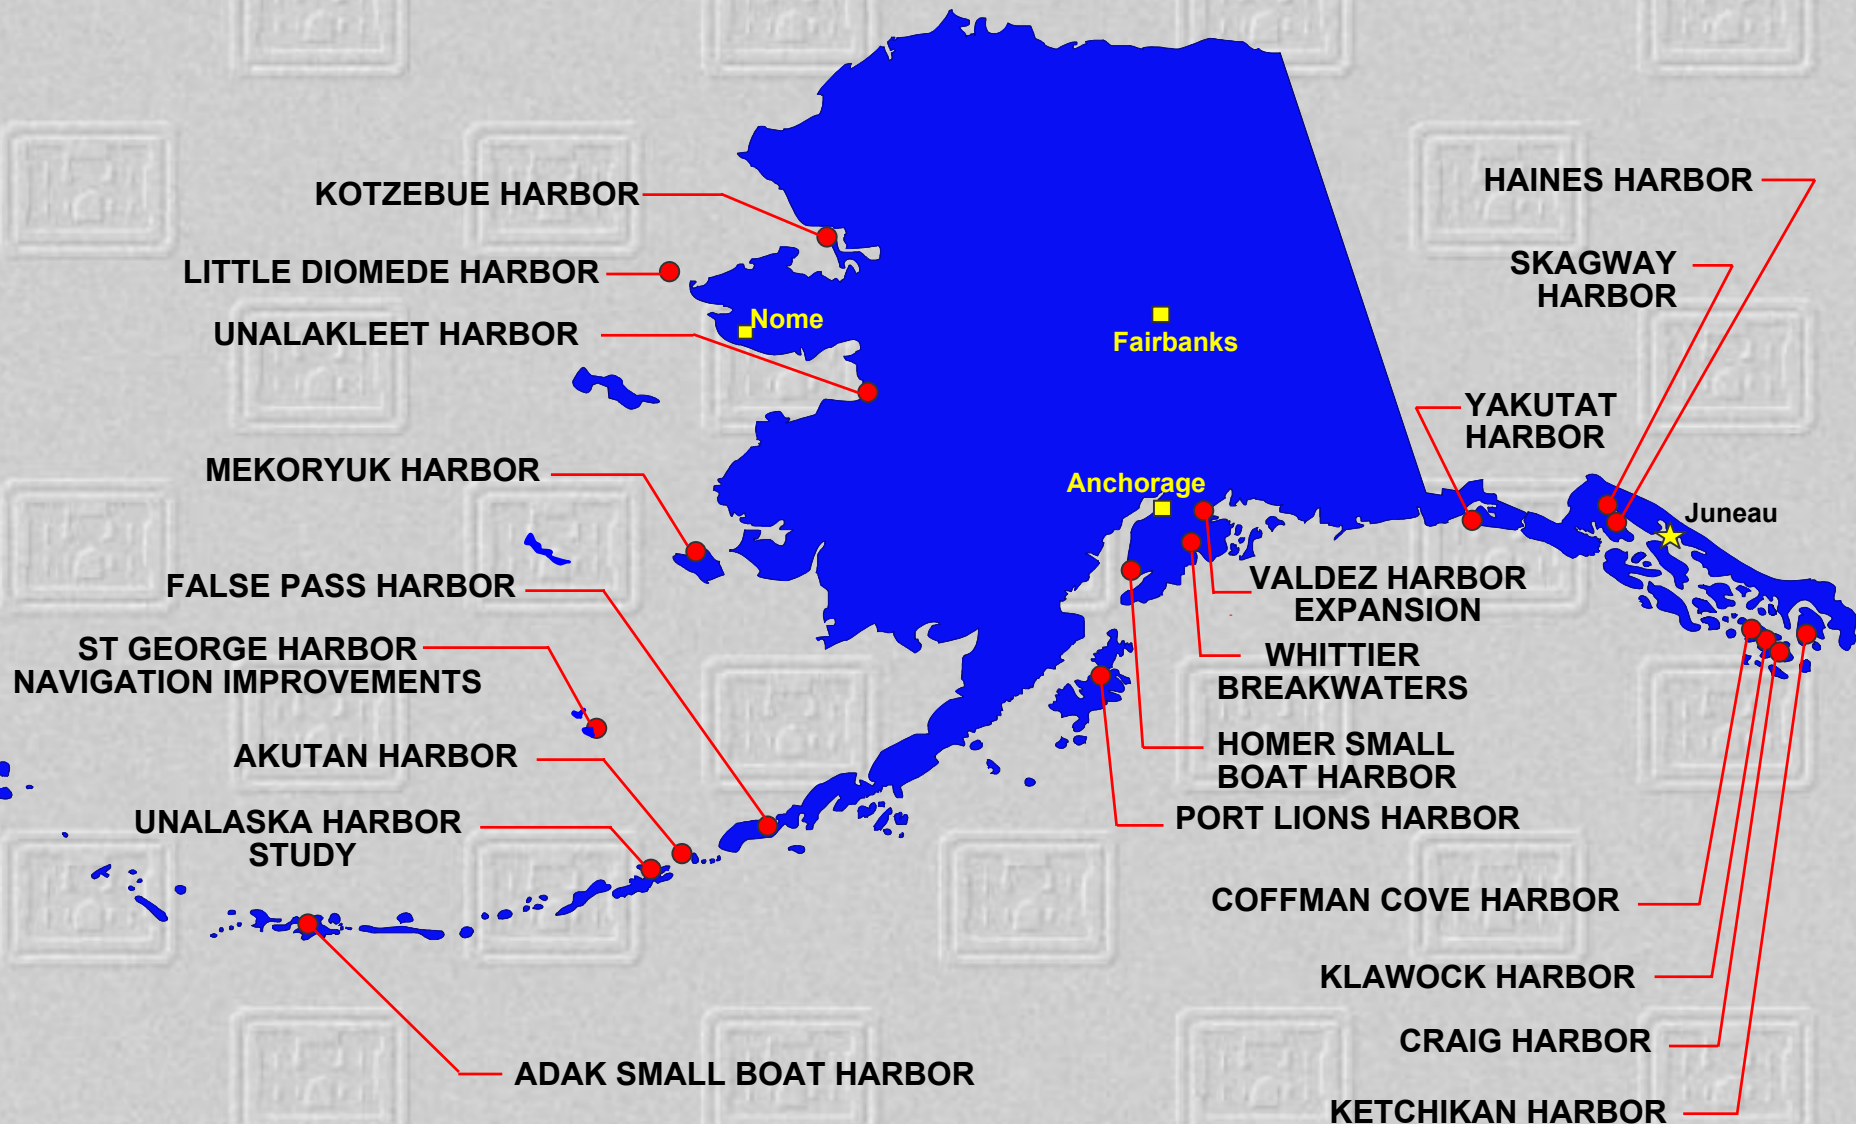 KOTZEBUE HARBOR
LITTLE DIOMEDE HARBOR
UNALAKLEET HARBOR
MEKORYUK HARBOR
FALSE PASS HARBOR
ST GEORGE HARBOR
NAVIGATION IMPROVEMENTS
AKUTAN HARBOR
UNALASKA HARBOR
STUDY
ADAK SMALL BOAT HARBOR
Nome
Fairbanks
Anchorage
HAINES HARBOR
SKAGWAY
HARBOR
YAKUTAT
HARBOR
Juneau
VALDEZ HARBOR
EXPANSION
WHITTIER
BREAKWATERS
HOMER SMALL
BOAT HARBOR
PORT LIONS HARBOR
COFFMAN COVE HARBOR
KLAWOCK HARBOR
CRAIG HARBOR
KETCHIKAN HARBOR